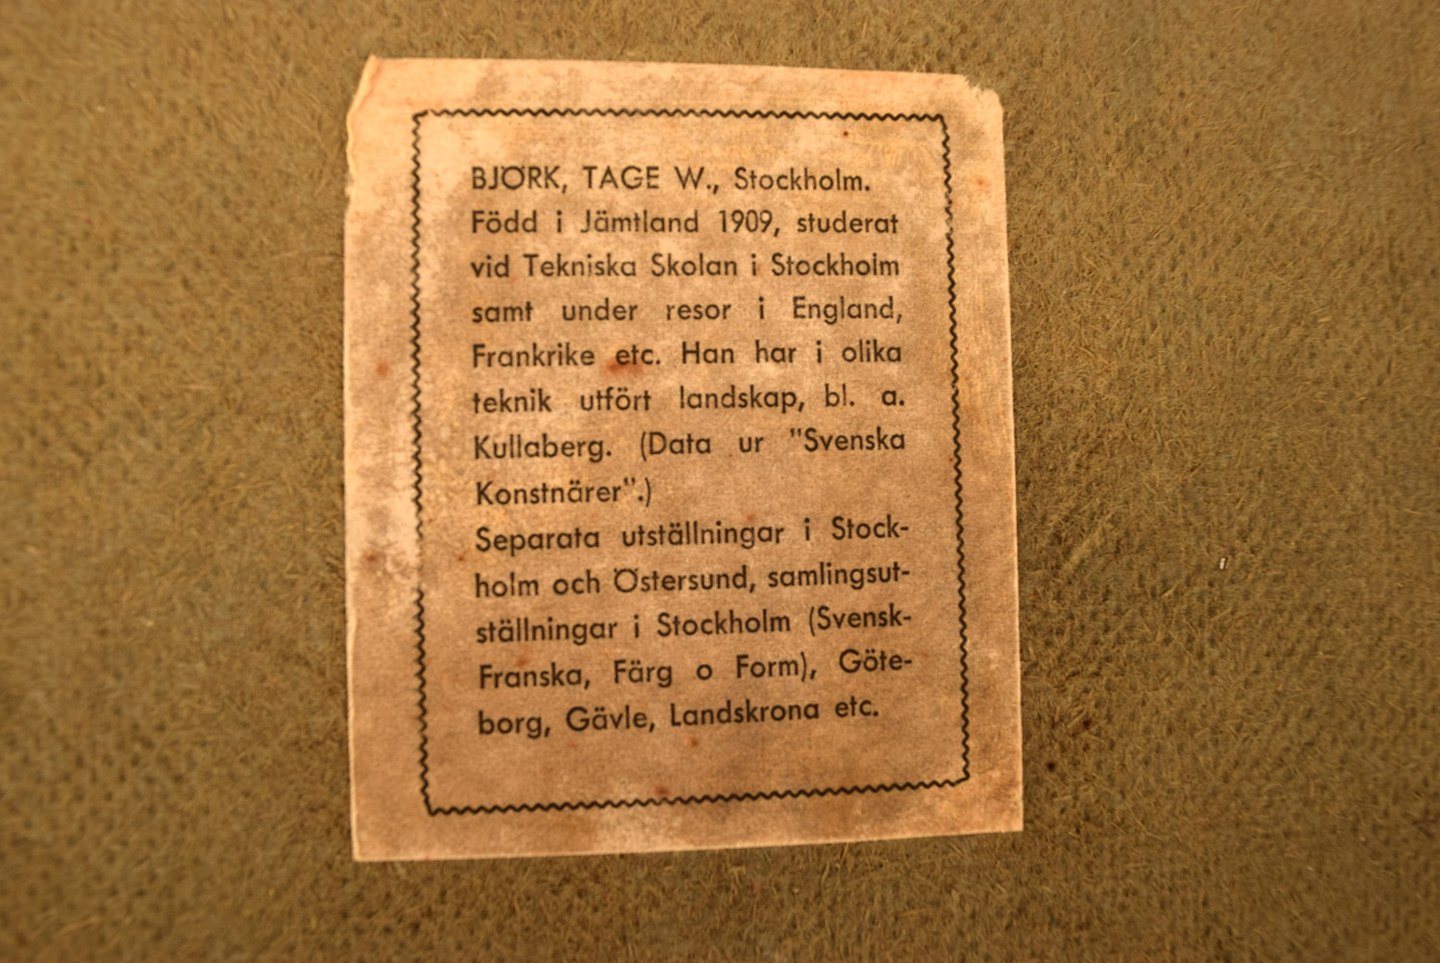 BJÖRK, TAGE W., Stockholm.
Född i Jämtland 1909, studerat
vid Tekniska Skolan i Stockholm
samt under resor i England,
Frankrike etc. Han har i olika
teknik utfört landskap, bl. a.
Kullaberg. (Data ur "Svenska
Konstnärer".)
Separata utställningar i Stock-
holm och Östersund, samlingsut-
ställningar i Stockholm (Svensk-
Franska, Färg o Form), Göte-
borg, Gävle, Landskrona etc.